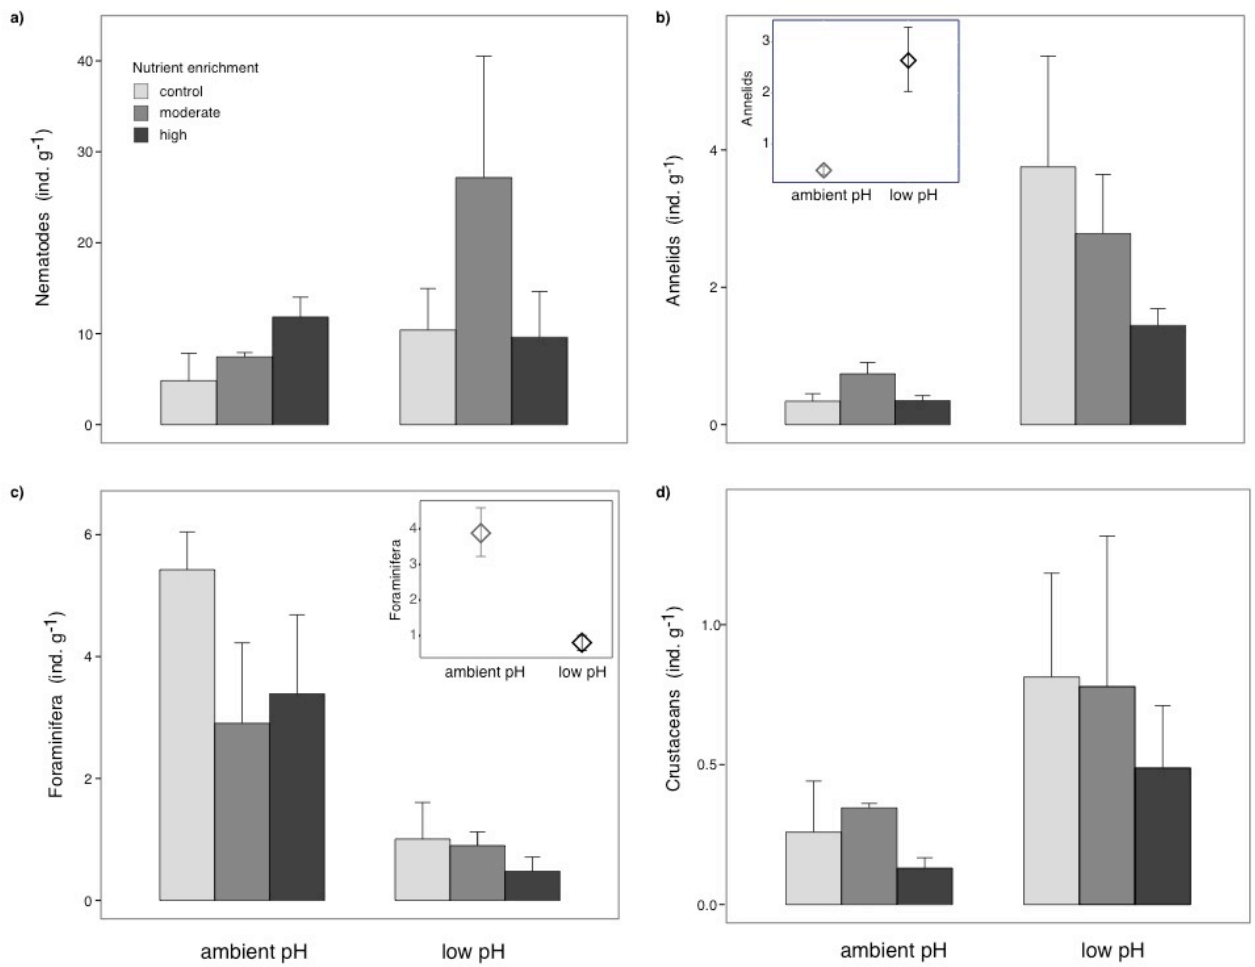 a)
Nutrient enrichment
control
moderate
high
40
30
20
10
0
Nematodes (ind. g-1)
b)
3
2
1
Annelids
ambient pH low pH
4
2
0
Annelids (ind. g-1)
c)
6
4
2
0
Foraminifera (ind. g-1)
4
3
2
1
Foraminifera
ambient pH low pH
ambient pH low pH
d)
1.0
0.5
0.0
Crustaceans (ind. g-1)
ambient pH low pH